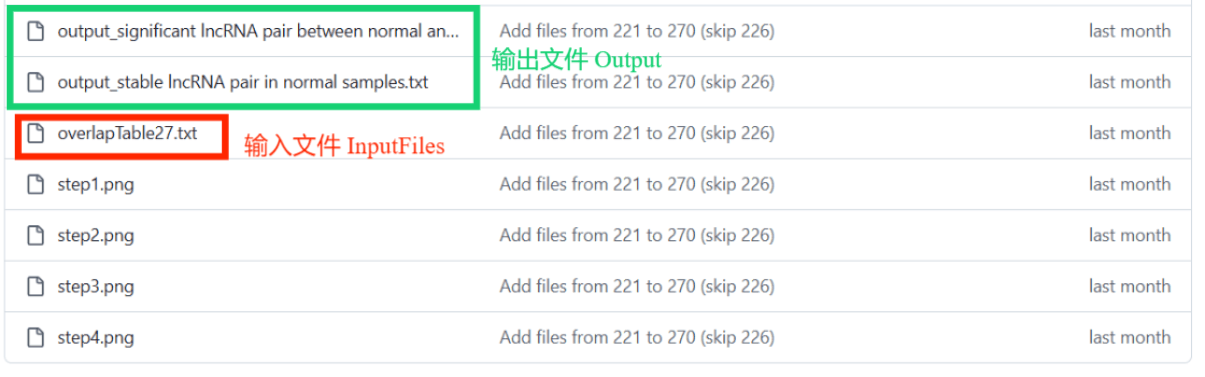 output_significant lncRNA pair between normal an... Add files from 221 to 270 (skip 226) last month
输出文件 Output
output_stable lncRNA pair in normal samples.txt Add files from 221 to 270 (skip 226) last month
overlapTable27.txt Add files from 221 to 270 (skip 226) last month
输入文件 InputFiles
step1.png Add files from 221 to 270 (skip 226) last month
step2.png Add files from 221 to 270 (skip 226) last month
step3.png Add files from 221 to 270 (skip 226) last month
step4.png Add files from 221 to 270 (skip 226) last month